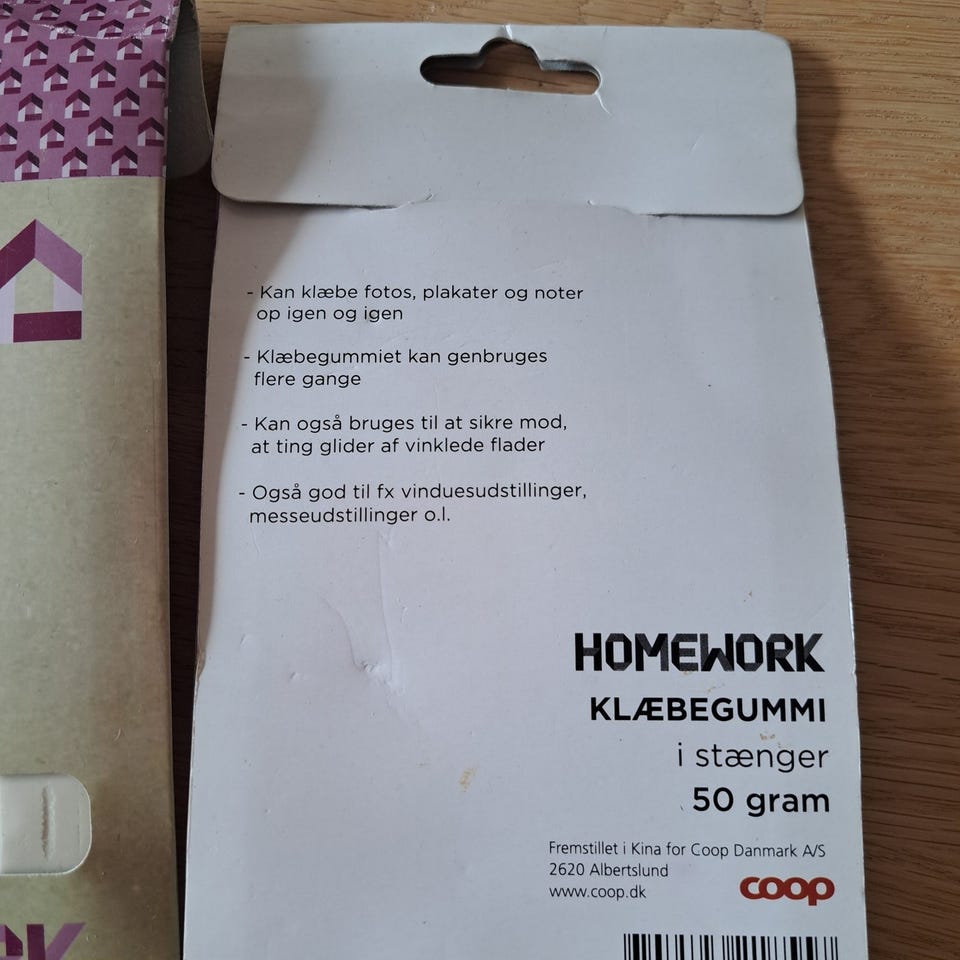 - Kan klæbe fotos, plakater og noter
op igen og igen
- Klæbegummiet kan genbruges
flere gange
- Kan også bruges til at sikre mod,
at ting glider af vinklede flader
- Også god til fx vinduesudstillinger,
messeudstillinger o.l.
HOMEWORK
KLÆBEGUMMI
i stænger
50 gram
Fremstillet i Kina for Coop Danmark A/S
2620 Albertslund
www.coop.dk
coop